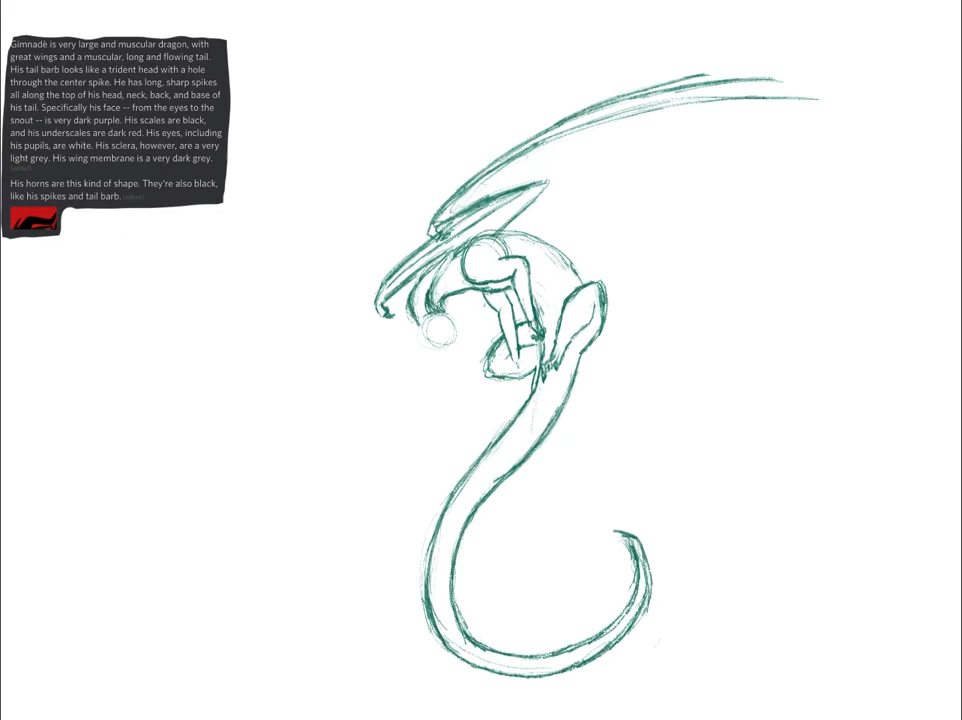 Gimnadè is very large and muscular dragon, with
great wings and a muscular, long and flowing tail.
His tail barb looks like a trident head with a hole
through the center spike. He has long, sharp spikes
all along the top of his head, neck, back, and base of
his tail. Specifically his face -- from the eyes to the
snout -- is very dark purple. His scales are black,
and his underscales are dark red. His eyes, including
his pupils, are white. His sclera, however, are a very
light grey. His wing membrane is a very dark grey.
(edited)
His horns are this kind of shape. They're also black,
like his spikes and tail barb. (edited)